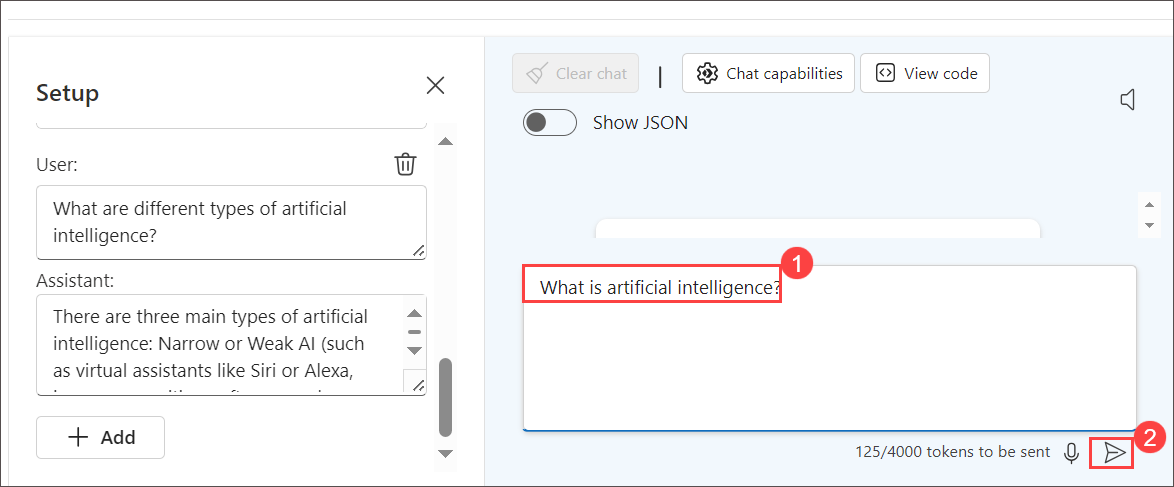 Setup
User:
What are different types of artificial
intelligence?
Assistant:
There are three main types of artificial
intelligence: Narrow or Weak AI (such
as virtual assistants like Siri or Alexa,
Add
Clear chat
Chat capabilities
View code
Show JSON
What is artificial intelligence?
1
125/4000 tokens to be sent
2